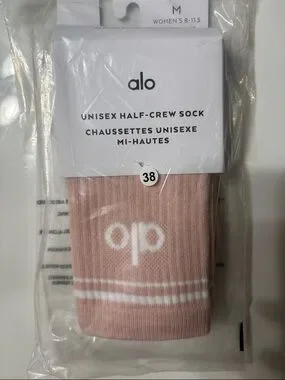 M
WOMEN'S 8-11.5
alo
UNISEX HALF-CREW SOCK
CHAUSSETTES UNISEXE
MI-HAUTES
38
alo